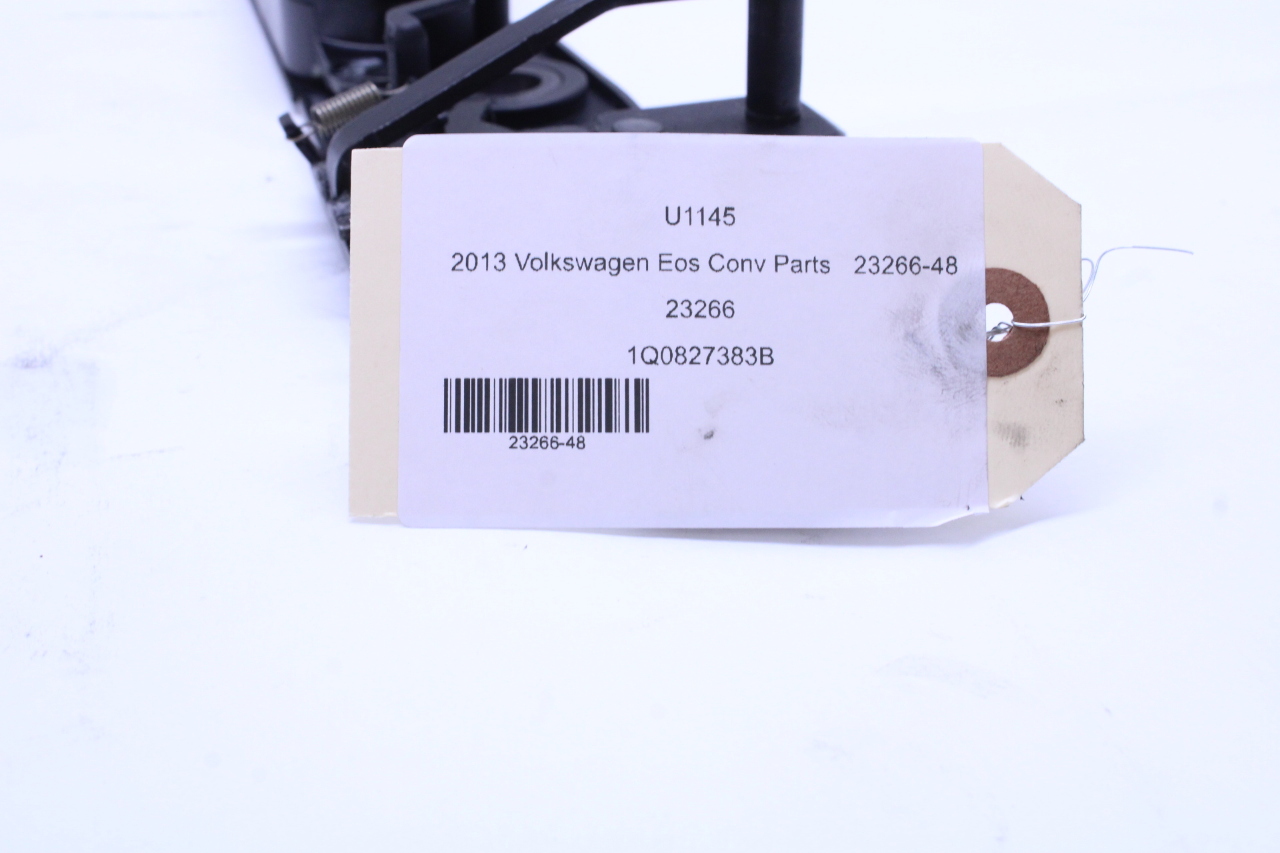 U1145
2013 Volkswagen Eos Conv Parts 23266-48
23266
1Q0827383B
23266-48